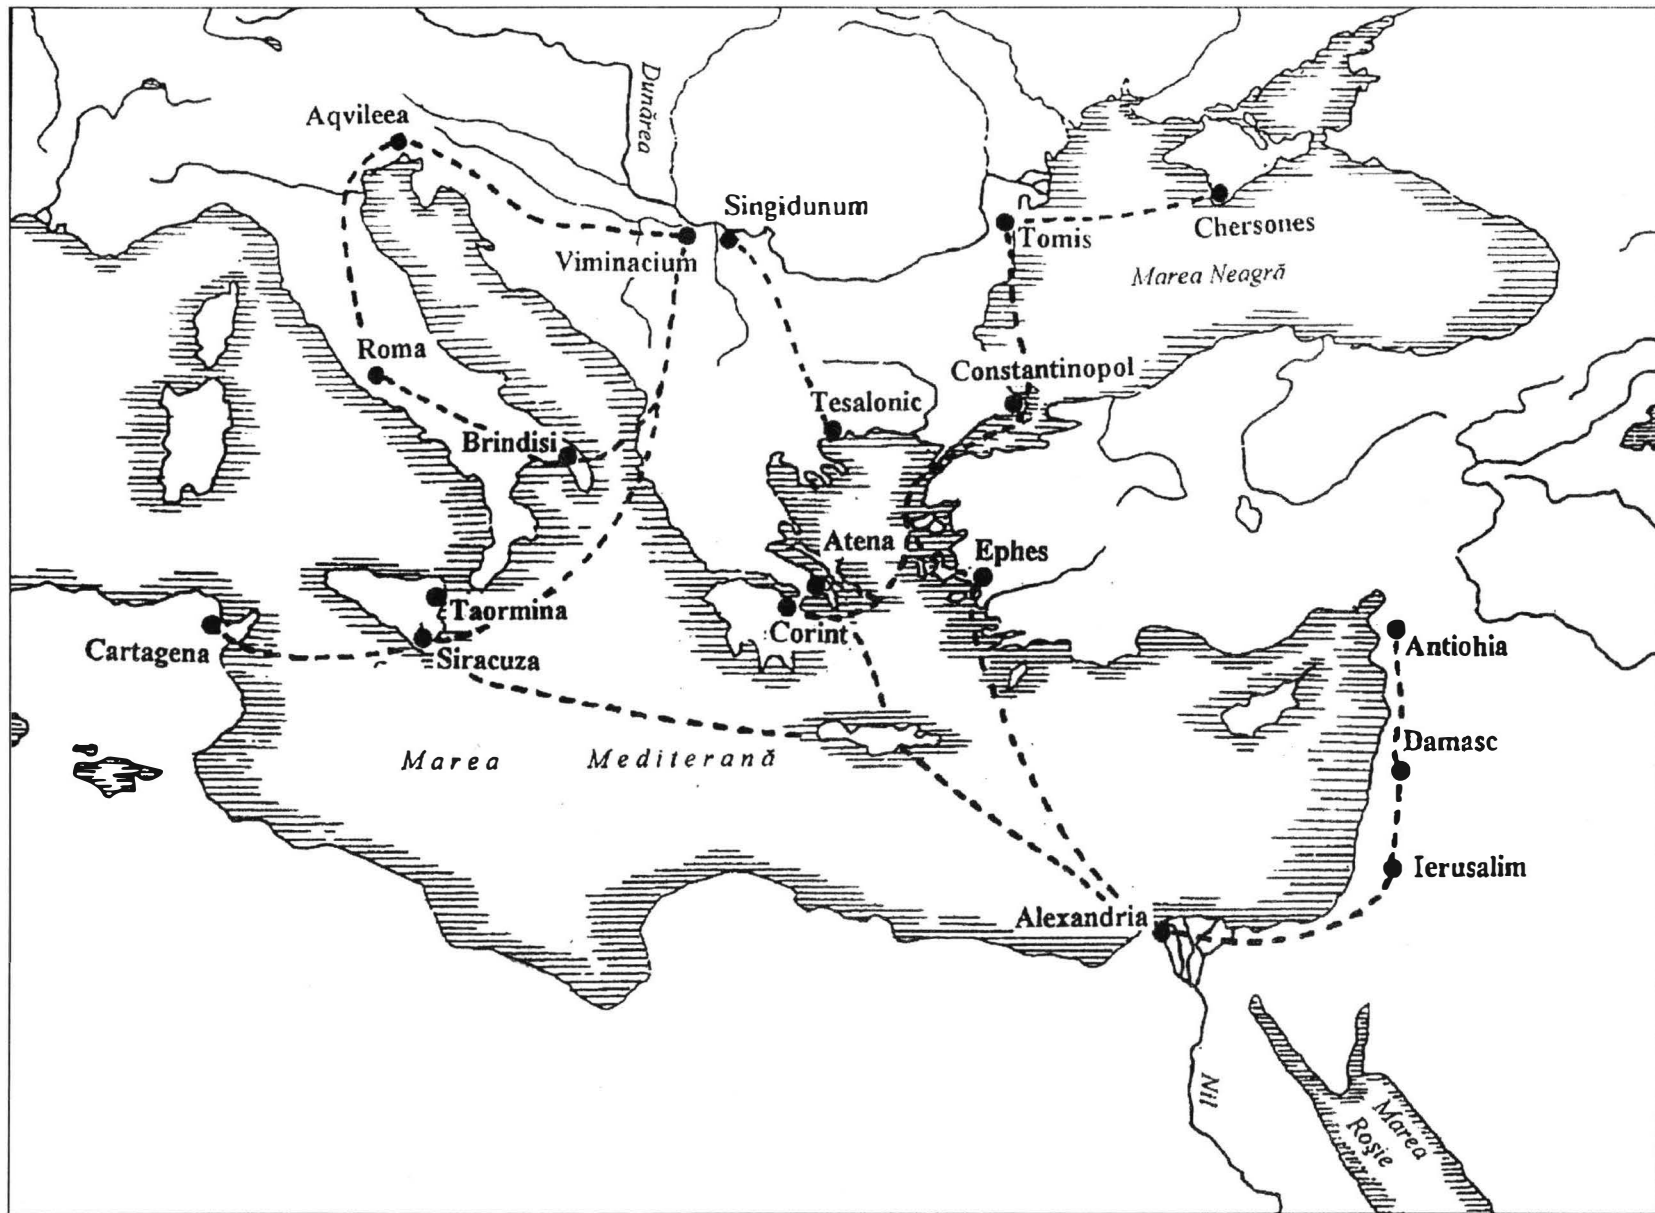 Dunărea
Aqvileea
Singidunum
Viminacium
Tomis
Chersones
Marea Neagră
Roma
Constantinopol
Tesalonic
Brindisi
Atena
Ephes
Taormina
Corint
Cartagena
Siracuza
Antiohia
Damasc
Marea Mediterană
Ierusalim
Alexandria
Nil
Marea
Roşie